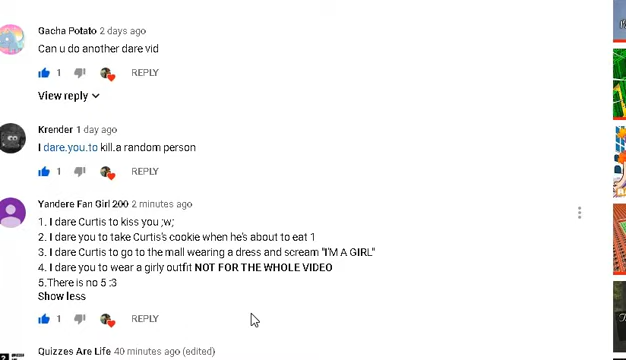 Gacha Potato 2 days ago
Can u do another dare vid
1 REPLY
View reply
Krender 1 day ago
I dare.you.to kill.a random person
1 REPLY
Yandere Fan Girl 200 2 minutes ago
1. I dare Curtis to kiss you ;w;
2. I dare you to take Curtis's cookie when he's about to eat 1
3. I dare Curtis to go to the mall wearing a dress and scream "I'M A GIRL"
4. I dare you to wear a girly outfit NOT FOR THE WHOLE VIDEO
5.There is no 5 ;3
Show less
1 REPLY
Quizzes Are Life 40 minutes ago (edited)